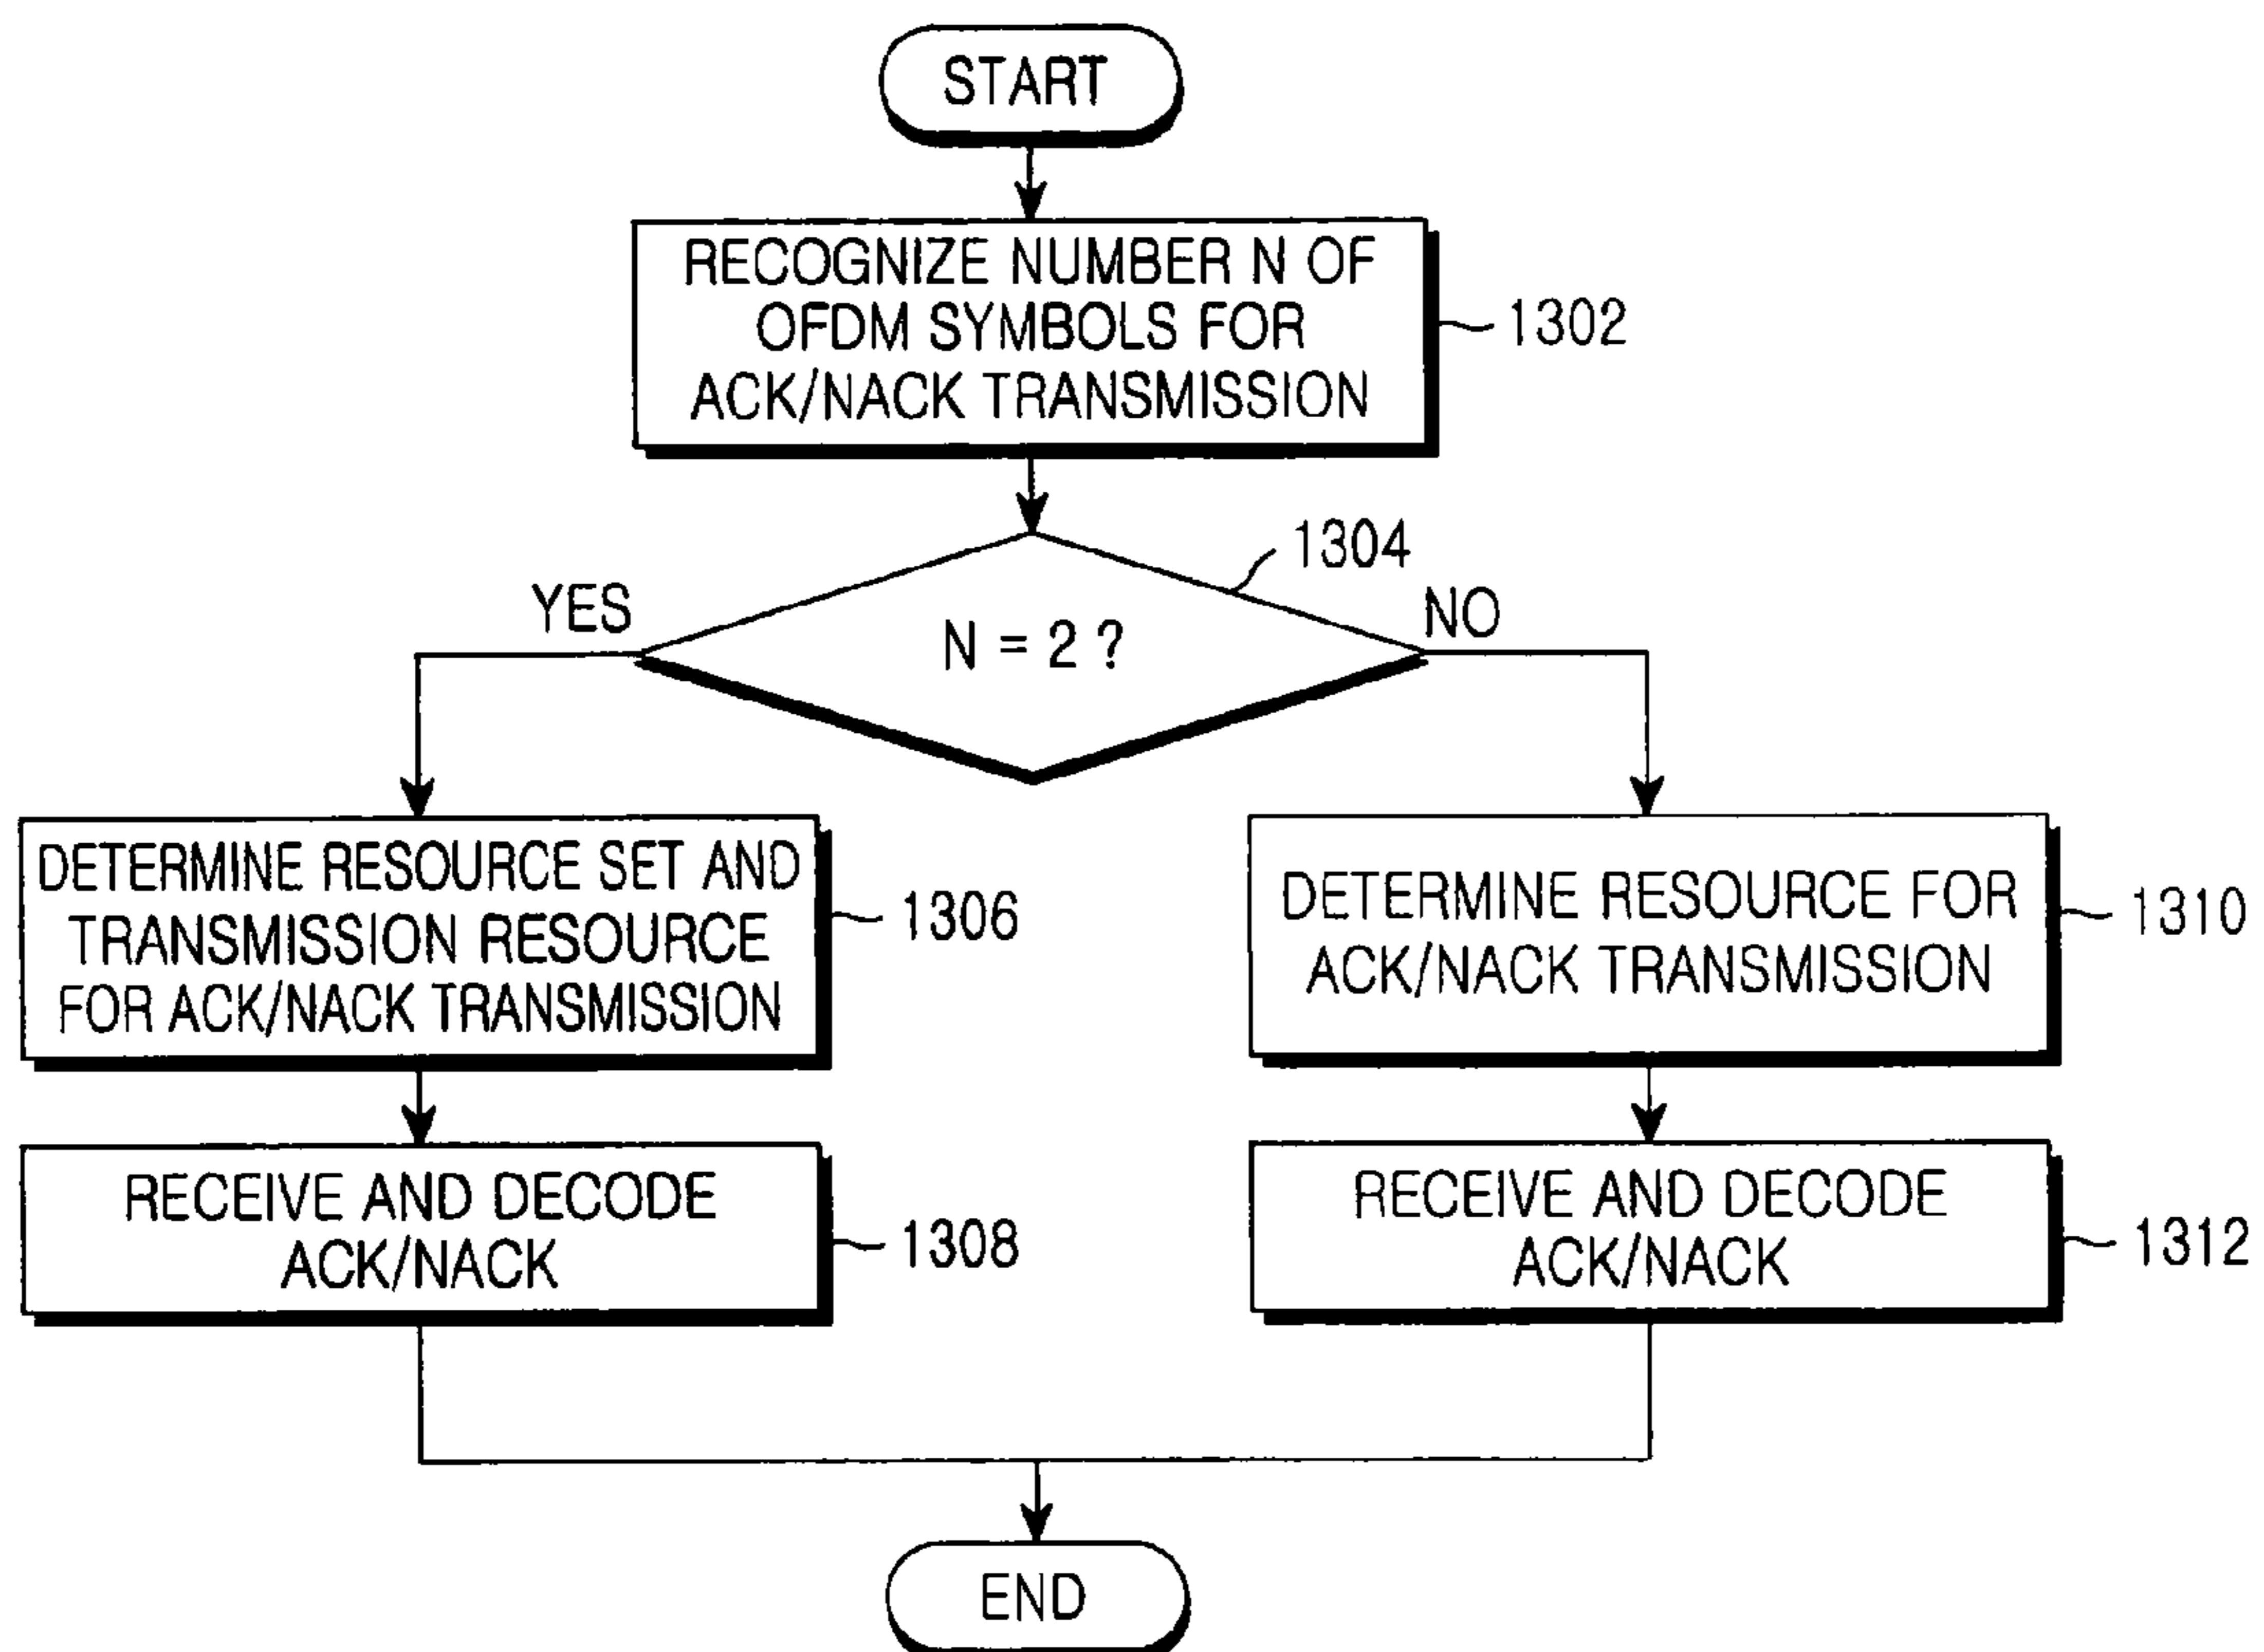 START
RECOGNIZE NUMBER N OF
OFDM SYMBOLS FOR
ACK/NACK TRANSMISSION
1302
1304
YES
N = 2 ?
NO
DETERMINE RESOURCE SET AND
TRANSMISSION RESOURCE
FOR ACK/NACK TRANSMISSION
1306
DETERMINE RESOURCE FOR
ACK/NACK TRANSMISSION
1310
RECEIVE AND DECODE
ACK/NACK
1308
RECEIVE AND DECODE
ACK/NACK
1312
END